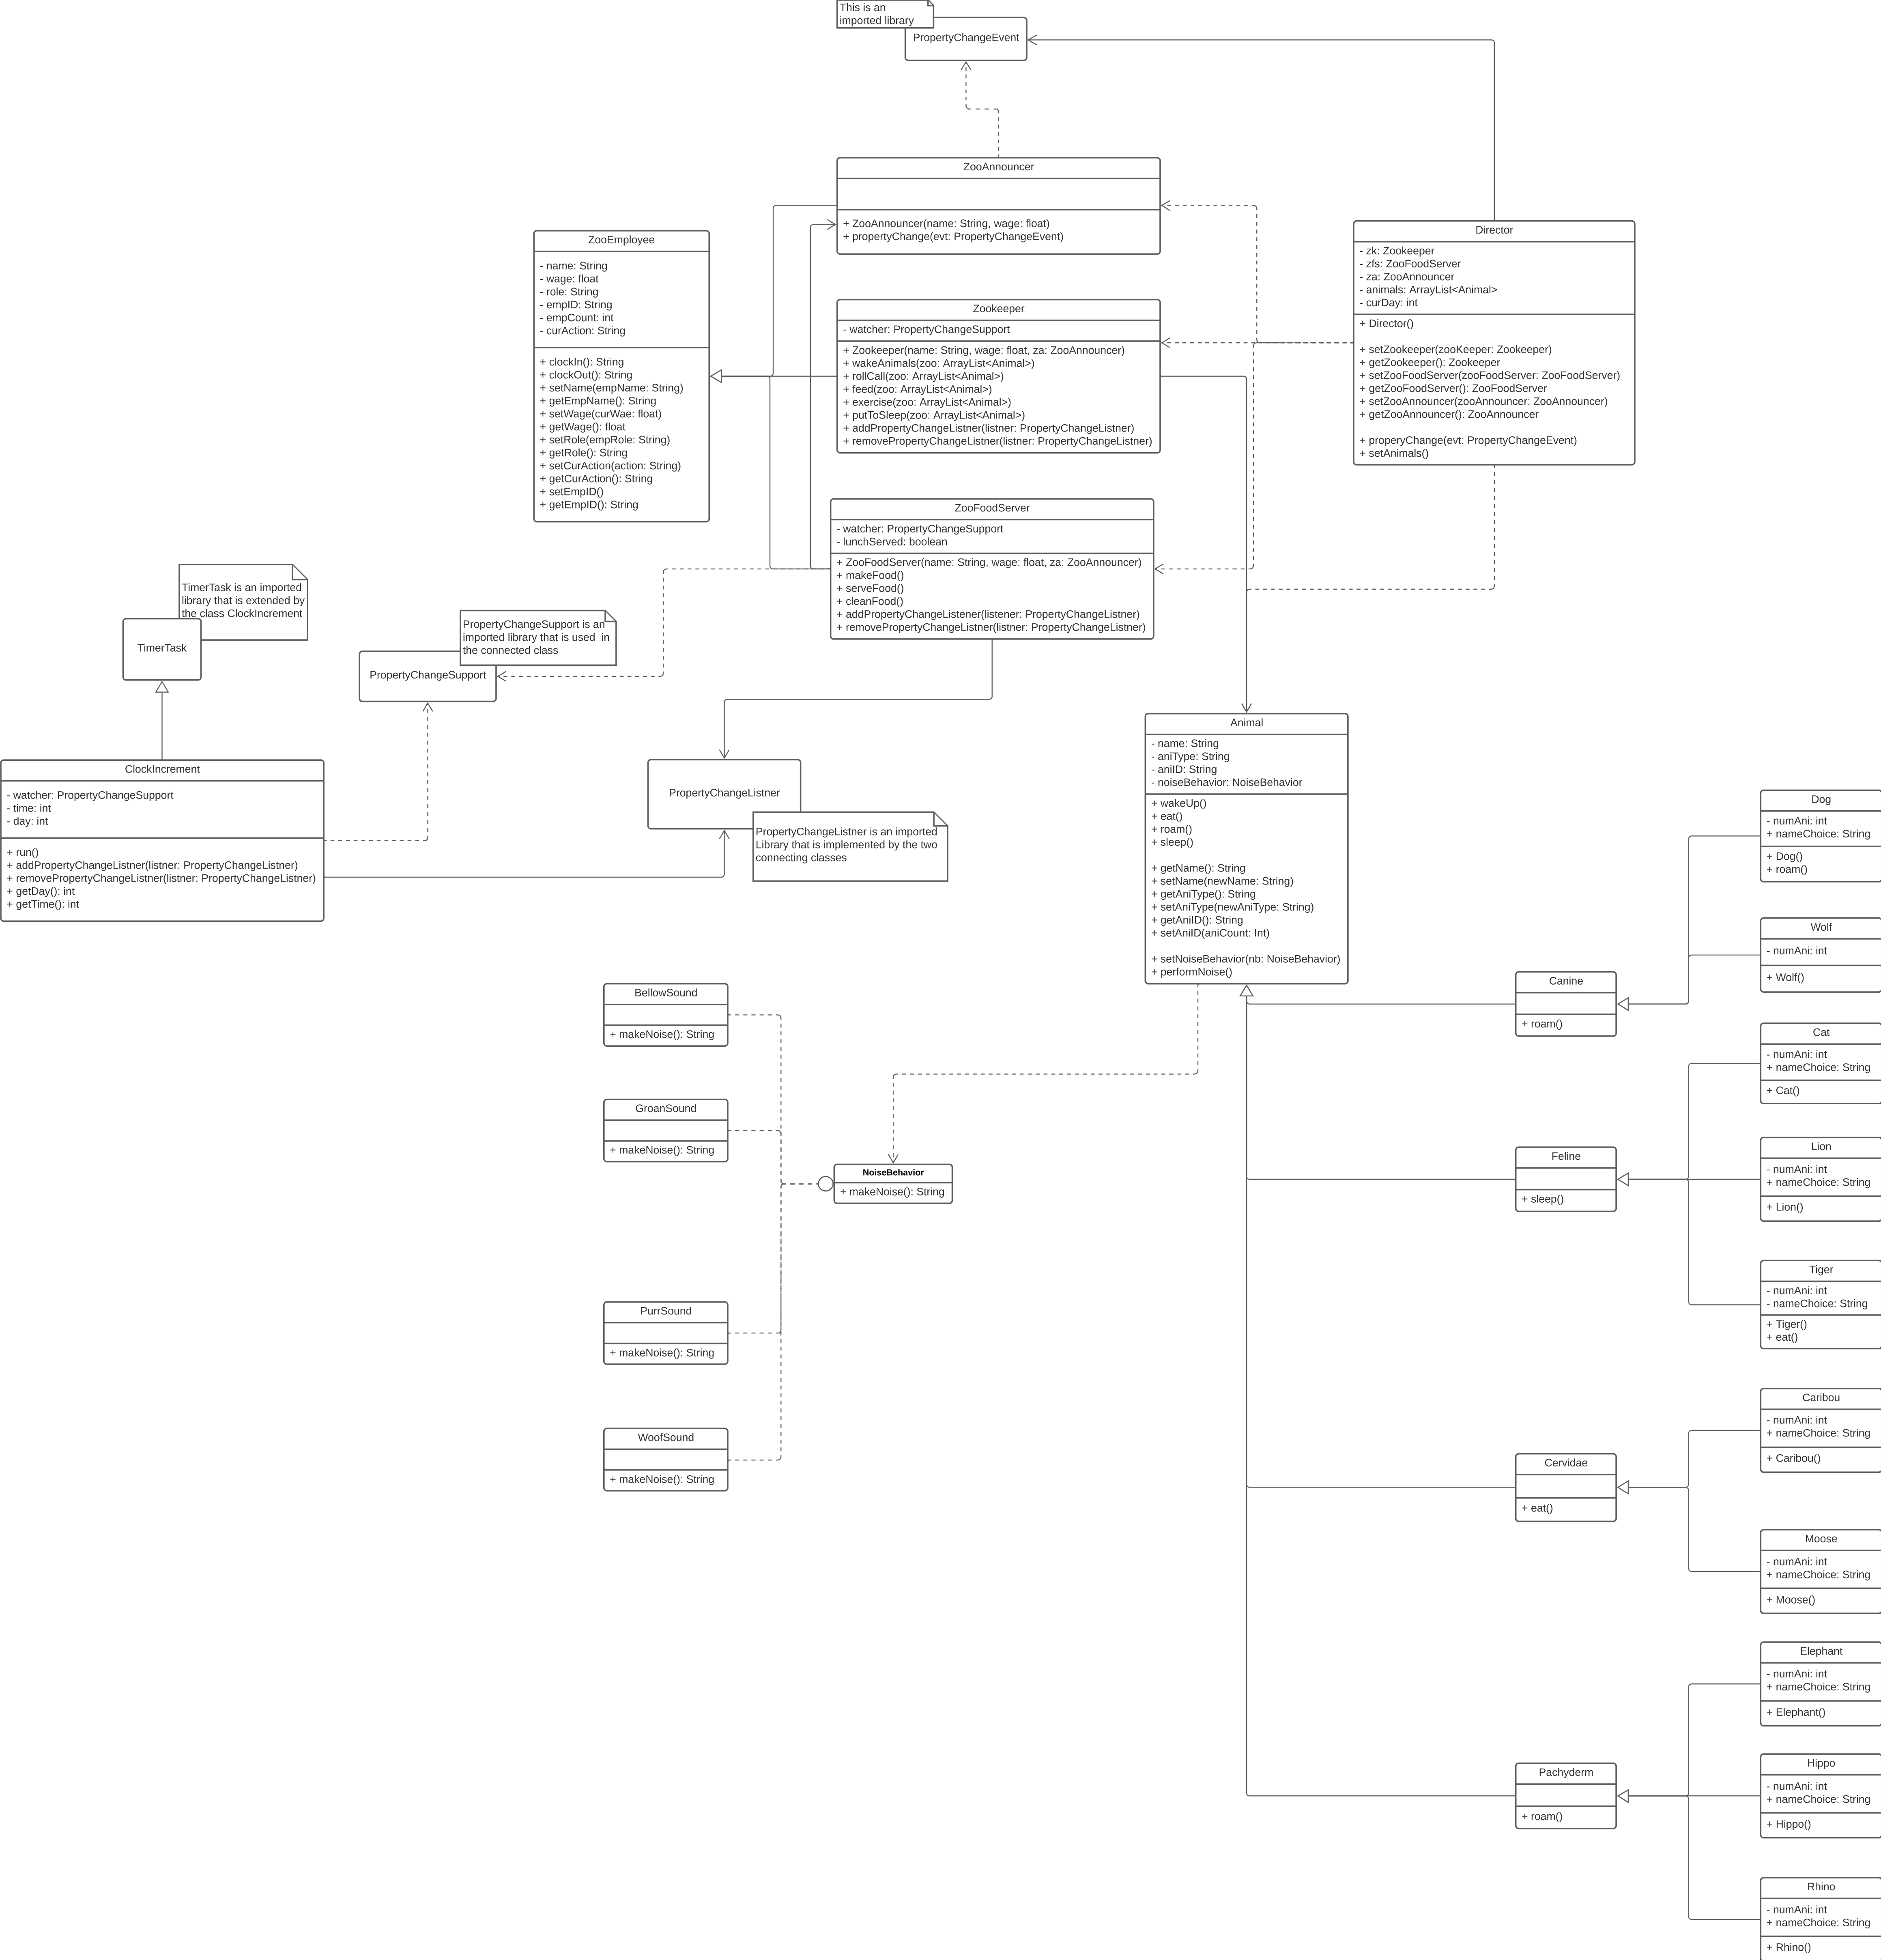 This is an
imported library
PropertyChangeEvent
ZooAnnouncer
+ ZooAnnouncer(name: String, wage: float)
+ propertyChange(evt: PropertyChangeEvent)
ZooEmployee
- name: String
- wage: float
- role: String
- empID: String
- empCount: int
- curAction: String
+ clockIn(): String
+ clockOut(): String
+ setName(empName: String)
+ getEmpName(): String
+ setWage(curWae: float)
+ getWage(): float
+ setRole(empRole: String)
+ getRole(): String
+ setCurAction(action: String)
+ getCurAction(): String
+ setEmpID()
+ getEmpID(): String
Director
- zk: Zookeeper
- zfs: ZooFoodServer
- za: ZooAnnouncer
- animals: ArrayList<Animal>
- curDay: int
+ Director()
+ setZookeeper(zooKeeper: Zookeeper)
+ getZookeeper(): Zookeeper
+ setZooFoodServer(zooFoodServer: ZooFoodServer)
+ getZooFoodServer(): ZooFoodServer
+ setZooAnnouncer(zooAnnouncer: ZooAnnouncer)
+ getZooAnnouncer(): ZooAnnouncer
+ properyChange(evt: PropertyChangeEvent)
+ setAnimals()
Zookeeper
- watcher: PropertyChangeSupport
+ Zookeeper(name: String, wage: float, za: ZooAnnouncer)
+ wakeAnimals(zoo: ArrayList<Animal>)
+ rollCall(zoo: ArrayList<Animal>)
+ feed(zoo: ArrayList<Animal>)
+ exercise(zoo: ArrayList<Animal>)
+ putToSleep(zoo: ArrayList<Animal>)
+ addPropertyChangeListner(listner: PropertyChangeListner)
+ removePropertyChangeListner(listner: PropertyChangeListner)
ZooFoodServer
- watcher: PropertyChangeSupport
- lunchServed: boolean
+ ZooFoodServer(name: String, wage: float, za: ZooAnnouncer)
+ makeFood()
+ serveFood()
+ cleanFood()
+ addPropertyChangeListener(listener: PropertyChangeListner)
+ removePropertyChangeListner(listner: PropertyChangeListner)
TimerTask is an imported
library that is extended by
the class ClockIncrement
TimerTask
PropertyChangeSupport is an
imported library that is used  in
the connected class
PropertyChangeSupport
ClockIncrement
- watcher: PropertyChangeSupport
- time: int
- day: int
+ run()
+ addPropertyChangeListner(listner: PropertyChangeListner)
+ removePropertyChangeListner(listner: PropertyChangeListner)
+ getDay(): int
+ getTime(): int
PropertyChangeListner
PropertyChangeListner is an imported
Library that is implemented by the two
connecting classes
Animal
- name: String
- aniType: String
- aniID: String
- noiseBehavior: NoiseBehavior
+ wakeUp()
+ eat()
+ roam()
+ sleep()
+ getName(): String
+ setName(newName: String)
+ getAniType(): String
+ setAniType(newAniType: String)
+ getAniID(): String
+ setAniID(aniCount: Int)
+ setNoiseBehavior(nb: NoiseBehavior)
+ performNoise()
BellowSound
+ makeNoise(): String
GroanSound
+ makeNoise(): String
NoiseBehavior
+ makeNoise(): String
PurrSound
+ makeNoise(): String
WoofSound
+ makeNoise(): String
Canine
+ roam()
Feline
+ sleep()
Cervidae
+ eat()
Pachyderm
+ roam()
Dog
- numAni: int
+ nameChoice: String
+ Dog()
+ roam()
Wolf
- numAni: int
+ Wolf()
Cat
- numAni: int
+ nameChoice: String
+ Cat()
Lion
- numAni: int
+ nameChoice: String
+ Lion()
Tiger
- numAni: int
- nameChoice: String
+ Tiger()
+ eat()
Caribou
- numAni: int
+ nameChoice: String
+ Caribou()
Moose
- numAni: int
+ nameChoice: String
+ Moose()
Elephant
- numAni: int
+ nameChoice: String
+ Elephant()
Hippo
- numAni: int
+ nameChoice: String
+ Hippo()
Rhino
- numAni: int
+ nameChoice: String
+ Rhino()